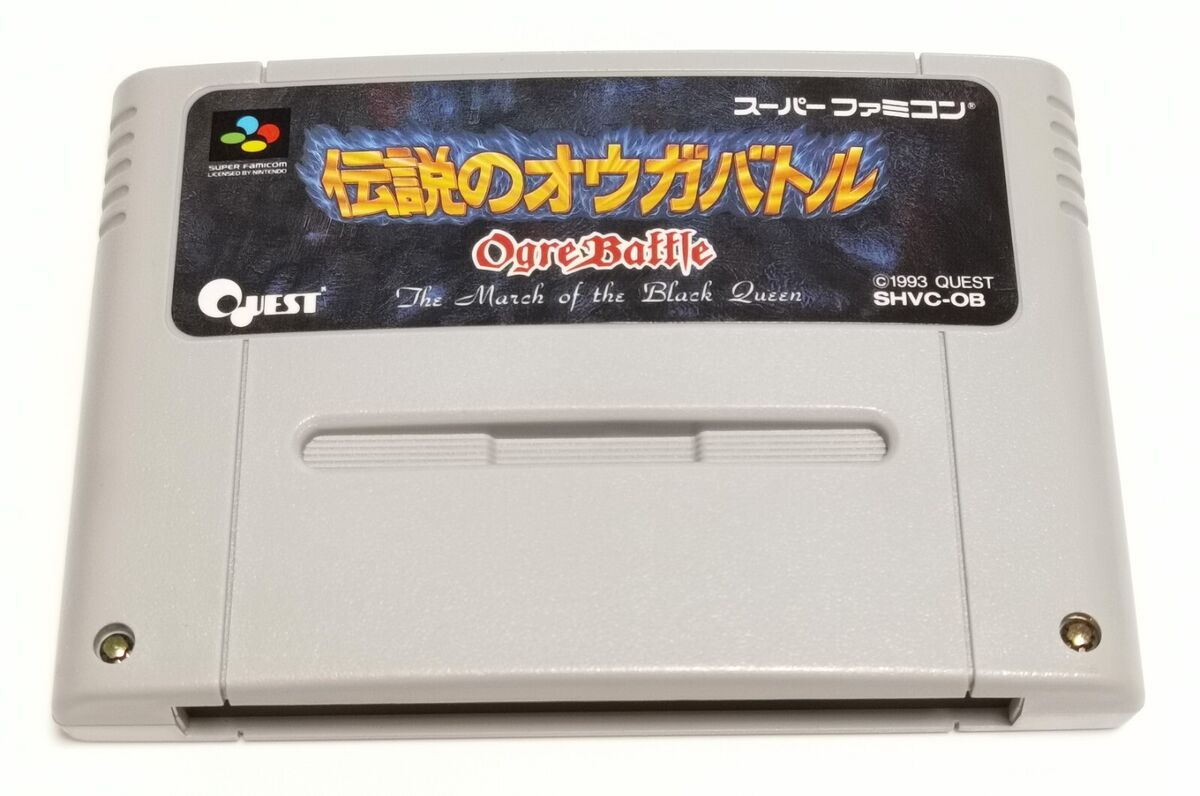 スーパーファミコン®
SUPER FAMICOM
LICENSED BY NINTENDO
伝説のオウガバトル
Ogre Battle
The March of the Black Queen
QUEST
©1993 QUEST
SHVC-OB